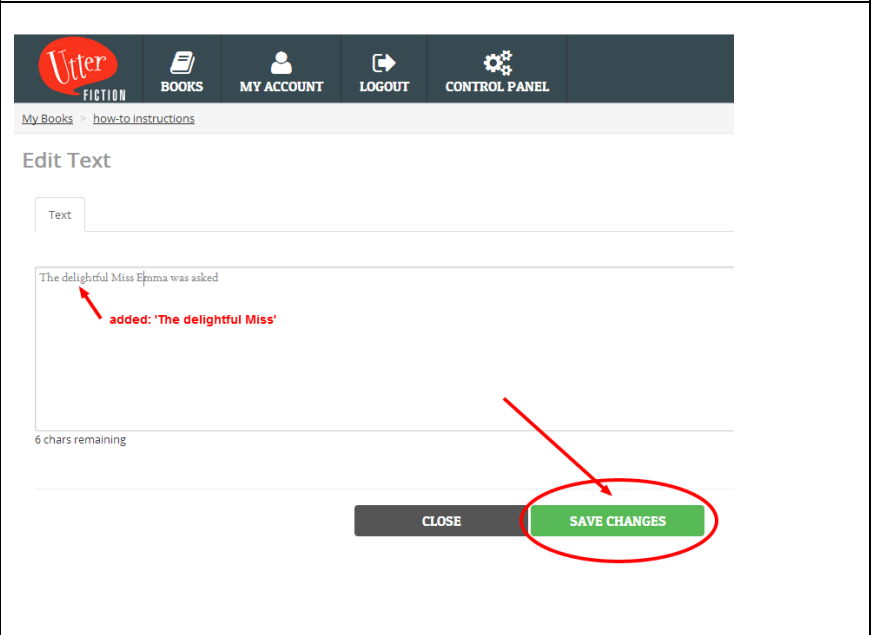 Utter
FICTION
BOOKS
MY ACCOUNT
LOGOUT
CONTROL PANEL
My Books > how-to instructions
Edit Text
Text
The delightful Miss Emma was asked
added: 'The delightful Miss'
6 chars remaining
CLOSE
SAVE CHANGES